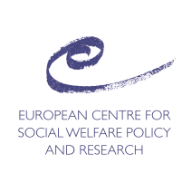 EUROPEAN CENTRE FOR
SOCIAL WELFARE POLICY
AND RESEARCH